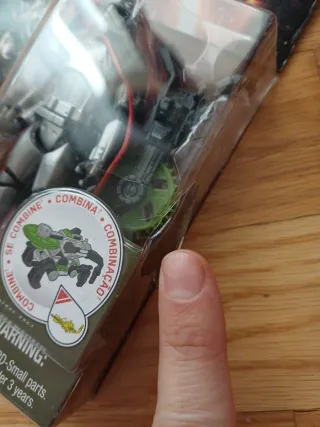 COMBINE • SE COMBINE • COMBINA • COMBINAÇÃO
WARNING:
Small parts.
3 years.